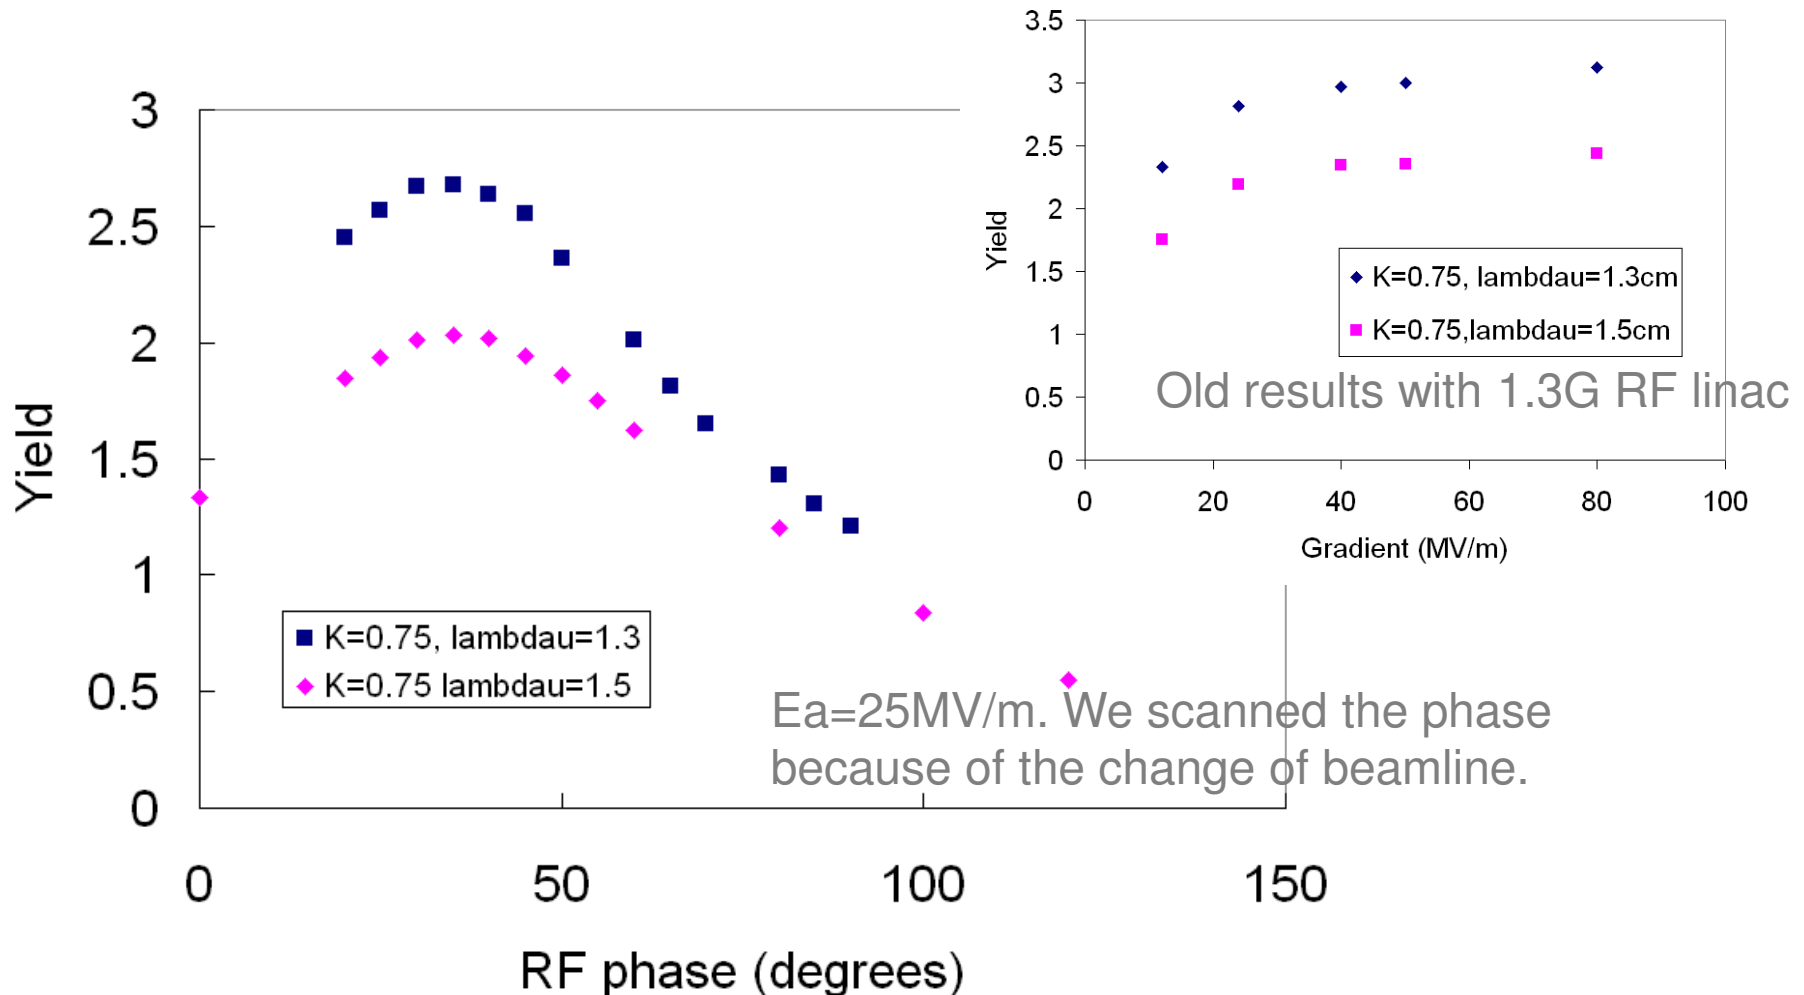 3
2.5
2
1.5
1
0.5
0
Yield
0
50
100
150
RF phase (degrees)
K=0.75, lambdau=1.3
K=0.75 lambdau=1.5
Ea=25MV/m. We scanned the phase
because of the change of beamline.
3.5
3
2.5
2
1.5
1
0.5
0
Yield
0
20
40
60
80
100
Gradient (MV/m)
K=0.75, lambdau=1.3cm
K=0.75,lambdau=1.5cm
Old results with 1.3G RF linac